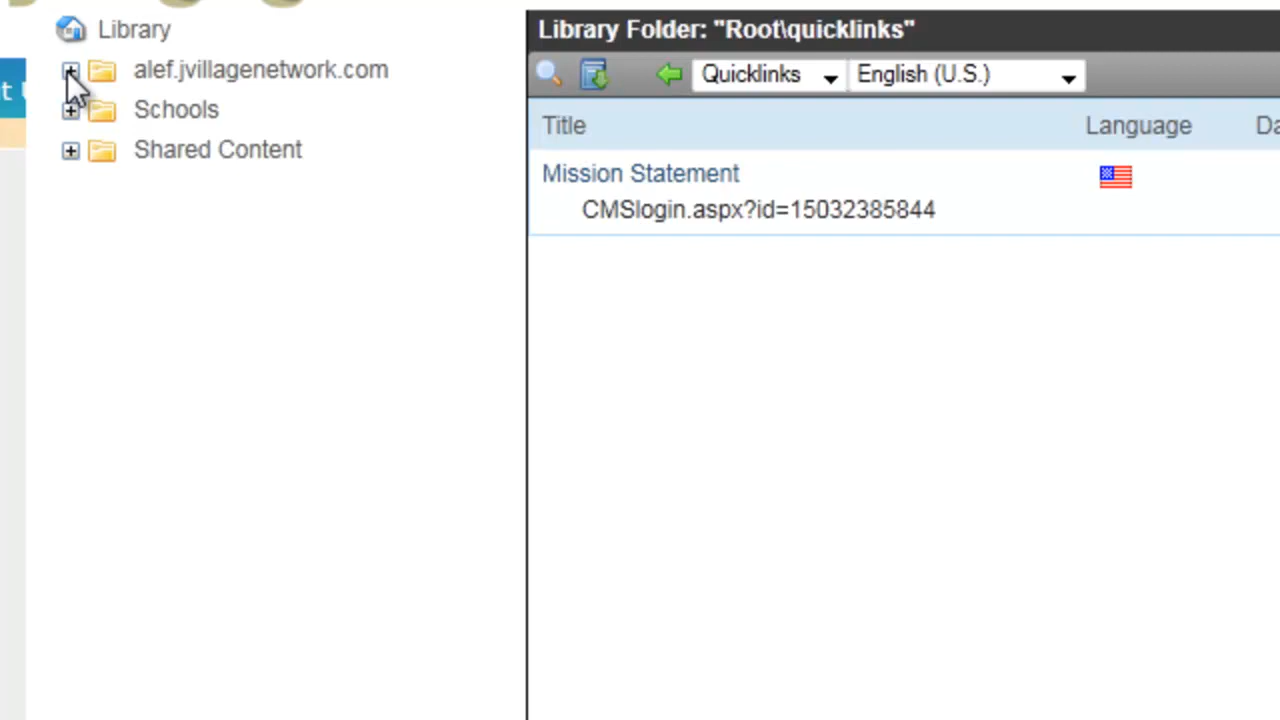 Library
alef.jvillagenetwork.com
Schools
Shared Content
Library Folder: "Root\quicklinks"
Quicklinks
English (U.S.)
Title
Language
Mission Statement
CMSlogin.aspx?id=15032385844